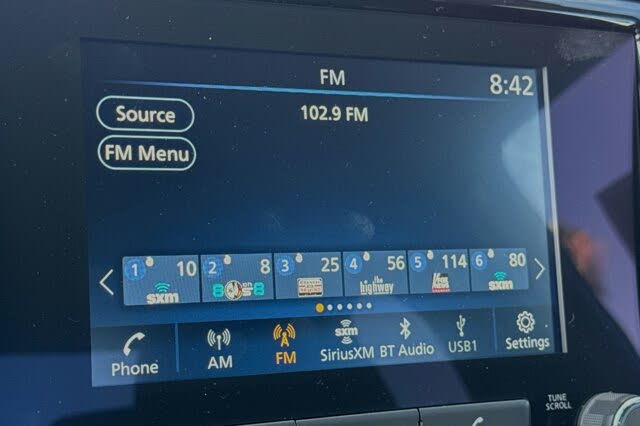 FM
8:42
Source
102.9 FM
FM Menu
1 10 2 8 3 25 4 56 5 114 6 80
sxm
the highway
sxm
Phone
AM
FM
sxm
SiriusXM
BT Audio
USB1
Settings
TUNE
SCROLL